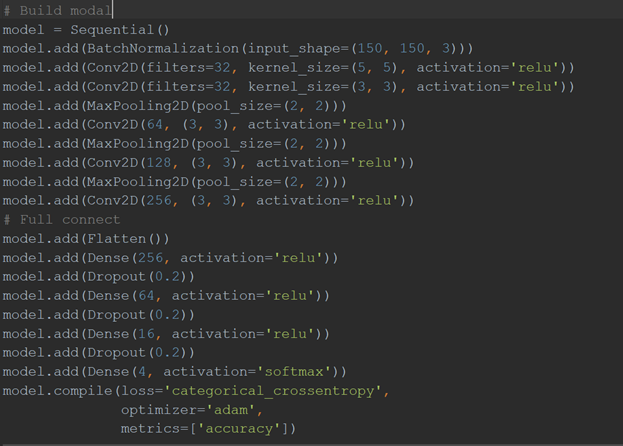 # Build modal
model = Sequential()
model.add(BatchNormalization(input_shape=(150, 150, 3)))
model.add(Conv2D(filters=32, kernel_size=(5, 5), activation='relu'))
model.add(Conv2D(filters=32, kernel_size=(3, 3), activation='relu'))
model.add(MaxPooling2D(pool_size=(2, 2)))
model.add(Conv2D(64, (3, 3), activation='relu'))
model.add(MaxPooling2D(pool_size=(2, 2)))
model.add(Conv2D(128, (3, 3), activation='relu'))
model.add(MaxPooling2D(pool_size=(2, 2)))
model.add(Conv2D(256, (3, 3), activation='relu'))
# Full connect
model.add(Flatten())
model.add(Dense(256, activation='relu'))
model.add(Dropout(0.2))
model.add(Dense(64, activation='relu'))
model.add(Dropout(0.2))
model.add(Dense(16, activation='relu'))
model.add(Dropout(0.2))
model.add(Dense(4, activation='softmax'))
model.compile(loss='categorical_crossentropy',
              optimizer='adam',
              metrics=['accuracy'])